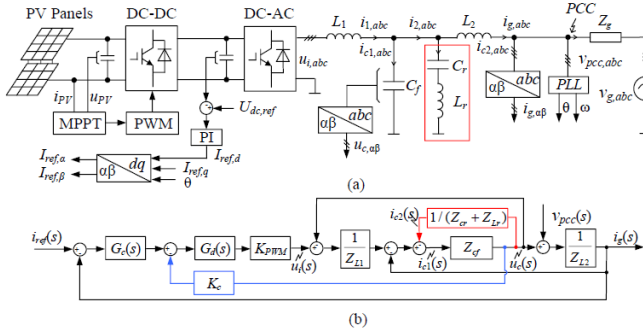 PV Panels
DC-DC
DC-AC
PCC
L1
i1,abc
i2,abc
L2
ig,abc
Zg
ic1,abc
ic2,abc
ui,abc
Cr
vpcc,abc
iPV
uPV
Cf
Lr
αβ
abc
PLL
vg,abc
MPPT
PWM
Udc,ref
αβ
abc
ig,αβ
θ
ω
PI
uc,αβ
Iref,α
Iref,β
αβ
dq
Iref,d
Iref,q
θ
(a)
ic2(s)
1/(Zcr + ZLr)
vpcc(s)
iref(s)
Gc(s)
Gd(s)
KPWM
ui(s)
1
ZL1
ic1(s)
Zcf
uc(s)
1
ZL2
ig(s)
Kc
(b)